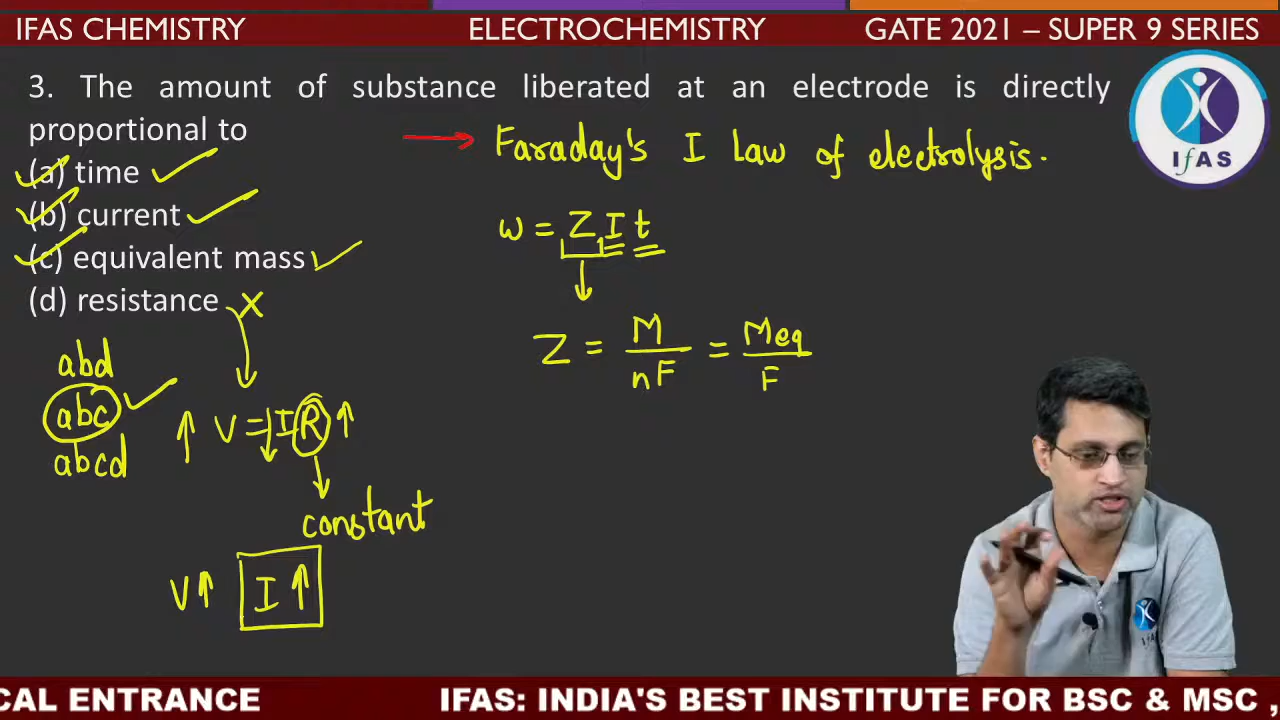 IFAS CHEMISTRY ELECTROCHEMISTRY GATE 2021 – SUPER 9 SERIES
3. The amount of substance liberated at an electrode is directly
proportional to
(a) time
(b) current
(c) equivalent mass
(d) resistance
→ Faraday's I Law of electrolysis.
w = Z I t
Z = M/nF = Meq/F
abd
abc
abcd
↑ V = ↓ I R ↑
constant
V↑ I↑
IFAS
IFAS
CAL ENTRANCE IFAS: INDIA'S BEST INSTITUTE FOR BSC & MSC ,